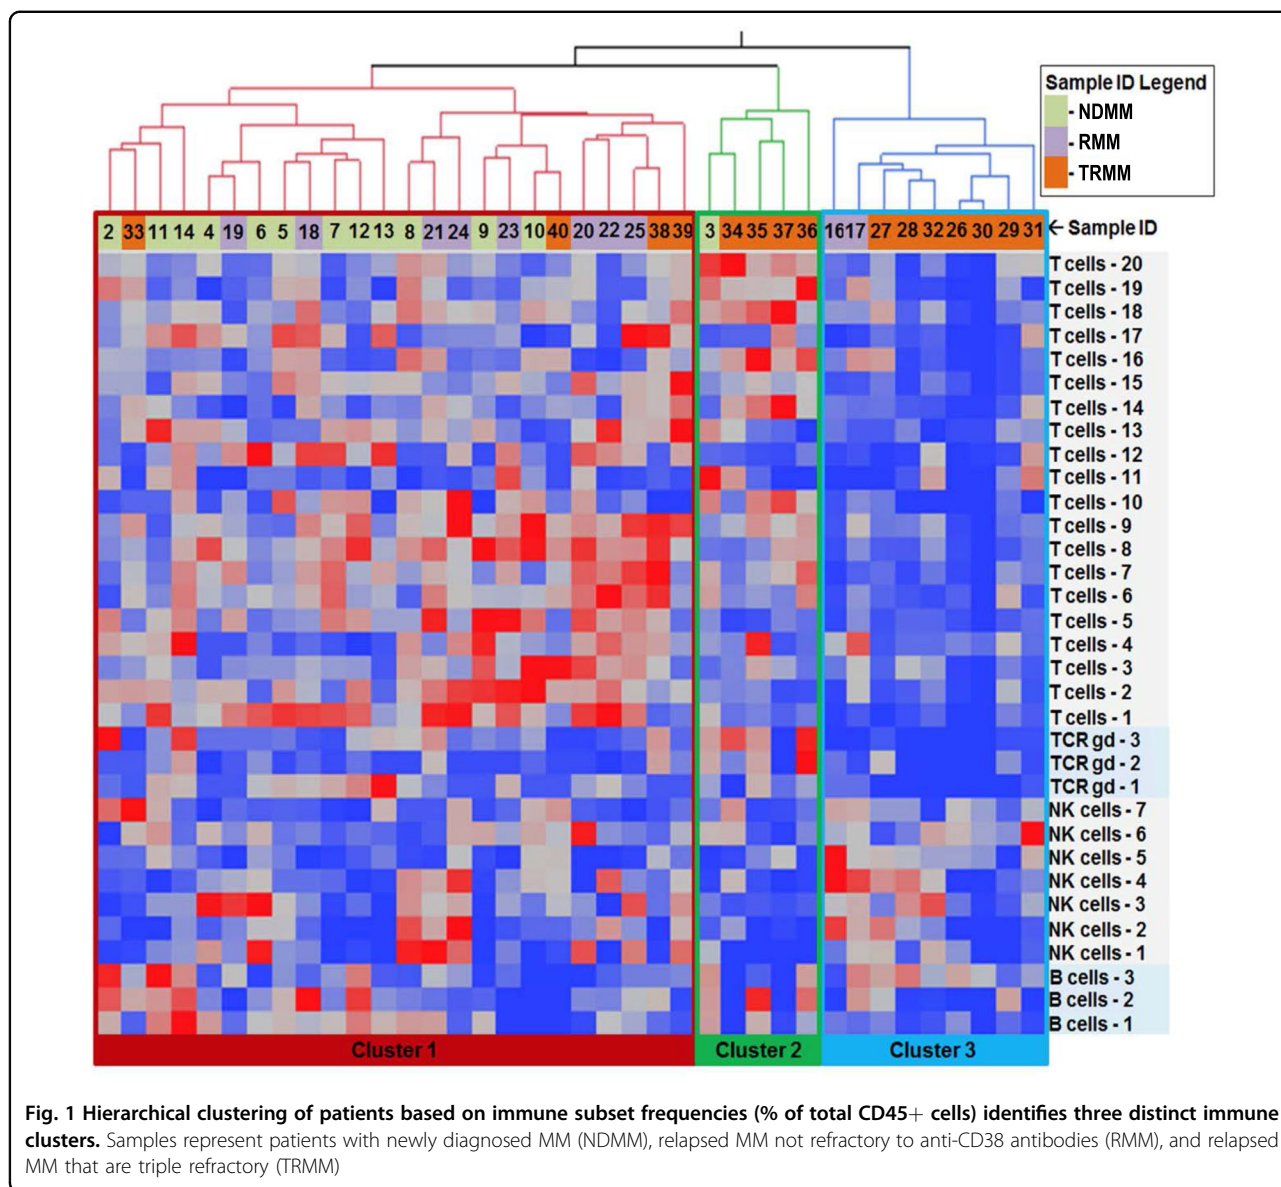 Sample ID Legend
- NDMM
- RMM
- TRMM
2 33 11 14 4 19 6 5 18 7 12 13 8 21 24 9 23 10 40 20 22 25 38 39 3 34 35 37 36 16 17 27 28 32 26 30 29 31 ← Sample ID
T cells - 20
T cells - 19
T cells - 18
T cells - 17
T cells - 16
T cells - 15
T cells - 14
T cells - 13
T cells - 12
T cells - 11
T cells - 10
T cells - 9
T cells - 8
T cells - 7
T cells - 6
T cells - 5
T cells - 4
T cells - 3
T cells - 2
T cells - 1
TCR gd - 3
TCR gd - 2
TCR gd - 1
NK cells - 7
NK cells - 6
NK cells - 5
NK cells - 4
NK cells - 3
NK cells - 2
NK cells - 1
B cells - 3
B cells - 2
B cells - 1
Cluster 1 Cluster 2 Cluster 3
Fig. 1 Hierarchical clustering of patients based on immune subset frequencies (% of total CD45+ cells) identifies three distinct immune
clusters. Samples represent patients with newly diagnosed MM (NDMM), relapsed MM not refractory to anti-CD38 antibodies (RMM), and relapsed
MM that are triple refractory (TRMM)